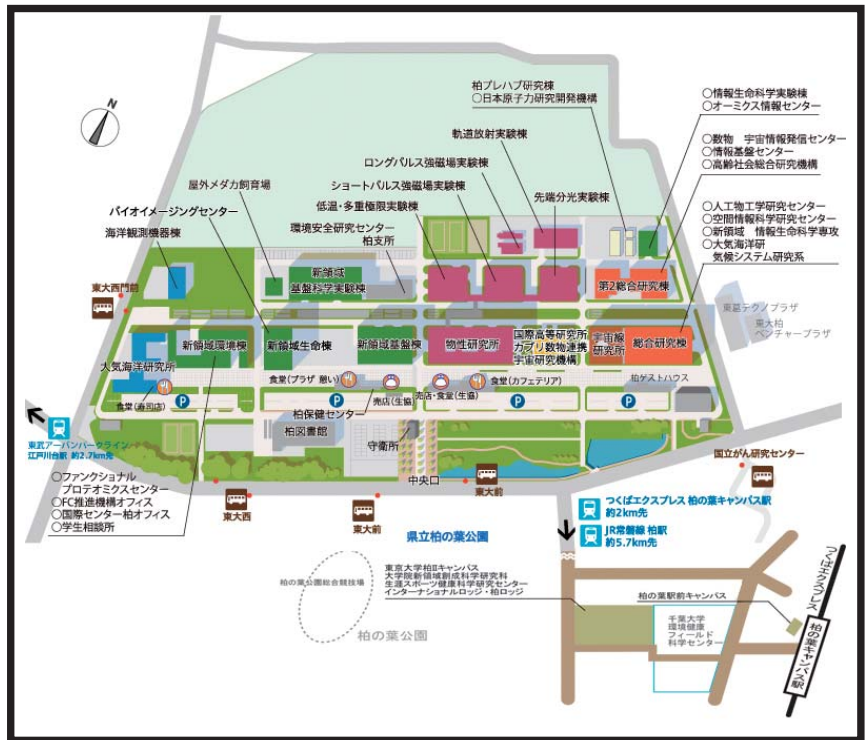 N
柏プレハブ研究棟
○日本原子力研究開発機構
○情報生命科学実験棟
○オーミクス情報センター
軌道放射実験棟
○数物 宇宙情報発信センター
○情報基盤センター
○高齢社会総合研究機構
ロングパルス強磁場実験棟
屋外メダカ飼育場
ショートパルス強磁場実験棟
先端分光実験棟
バイオイメージングセンター
低温・多重極限実験棟
○人工物工学研究センター
○空間情報科学研究センター
○新領域 情報生命科学専攻
○大気海洋研
気候システム研究系
海洋観測機器棟
環境安全研究センター
柏支所
新領域
基盤科学実験棟
第2総合研究棟
東大西門前
東葛テクノプラザ
東大柏
ベンチャープラザ
大気海洋研究所
新領域環境棟
新領域生命棟
新領域基盤棟
物性研究所
国際高等研究所
カブリ数物連携
宇宙研究機構
宇宙線
研究所
総合研究棟
食堂(プラザ 憩い)
食堂(カフェテリア)
柏ゲストハウス
食堂(寿司店)
売店(生協)
売店・食堂(生協)
P
P
P
P
柏保健センター
柏図書館
守衛所
東武アーバンパークライン
江戸川台駅 約2.7km先
国立がん研究センター
○ファンクショナル
プロテオミクスセンター
○FC推進機構オフィス
○国際センター柏オフィス
○学生相談所
中央口
東大前
東大西
東大前
つくばエクスプレス 柏の葉キャンパス駅
約2km先
JR常磐線 柏駅
約5.7km先
県立柏の葉公園
柏の葉公園総合競技場
東京大学柏Ⅱキャンパス
大学院新領域創成科学研究科
生涯スポーツ健康科学研究センター
インターナショナルロッジ・柏ロッジ
柏の葉駅前キャンパス
つくばエクスプレス
千葉大学
環境健康
フィールド
科学センター
柏の葉公園
柏の葉キャンパス駅